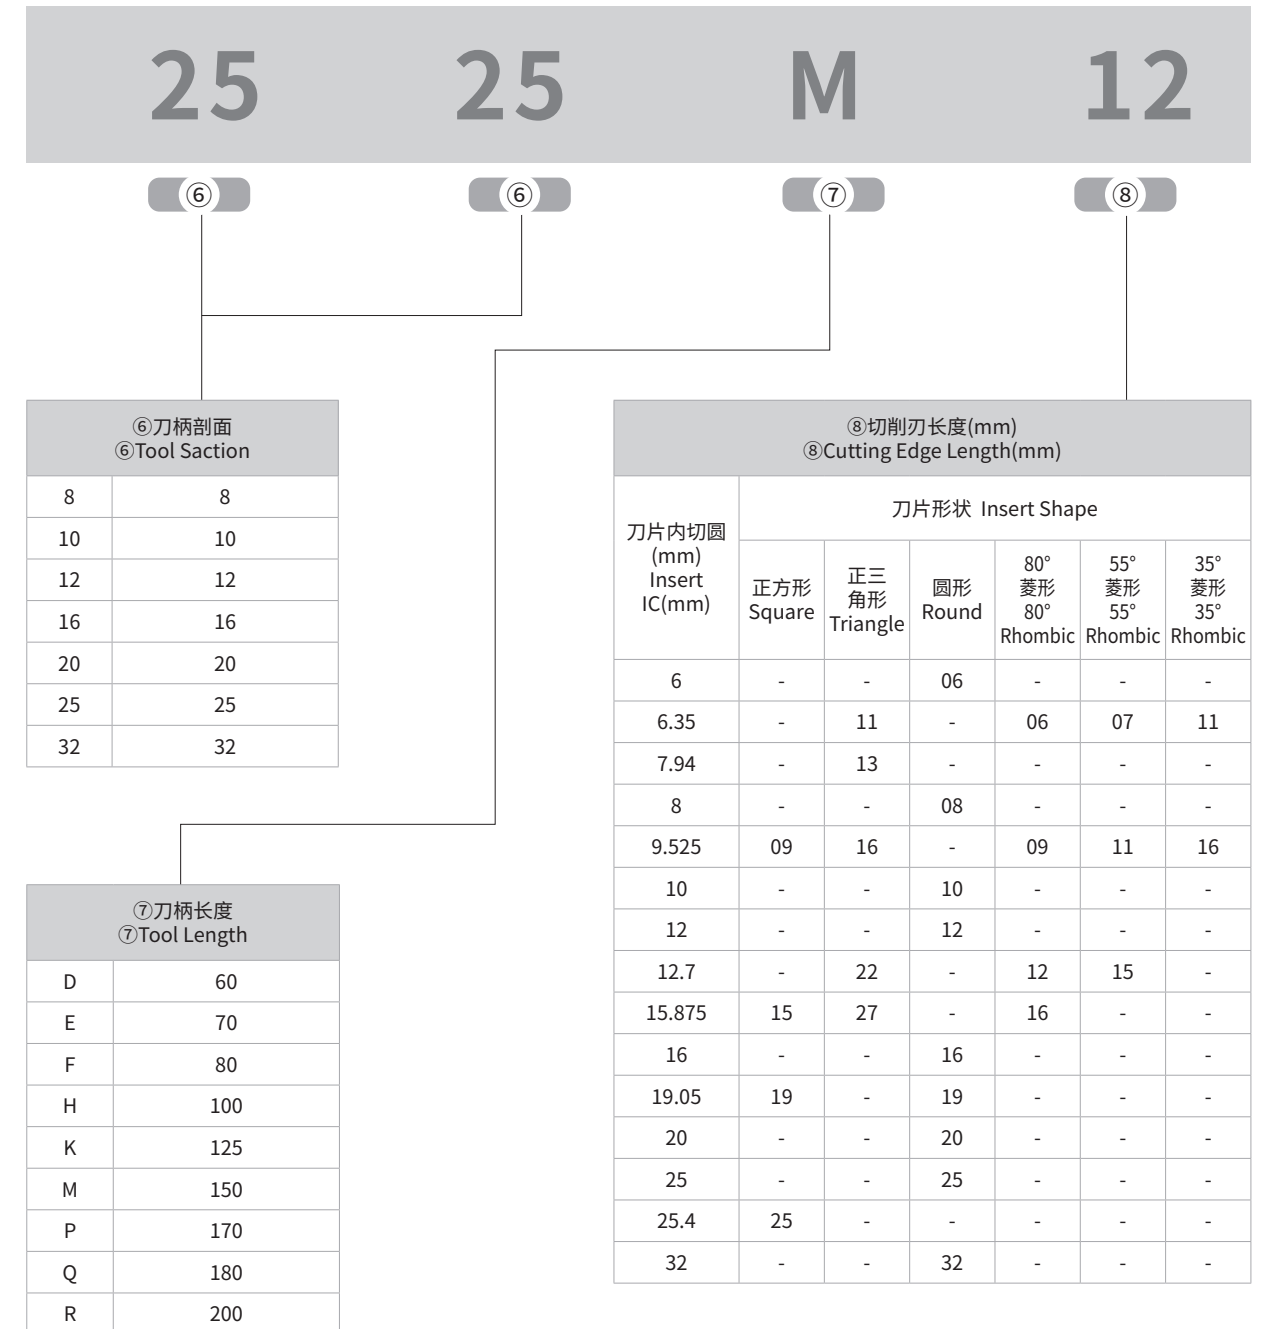 25 25 M 12
⑥ ⑥ ⑦ ⑧
⑥刀柄剖面
⑥Tool Saction
8 8
10 10
12 12
16 16
20 20
25 25
32 32
⑦刀柄长度
⑦Tool Length
D 60
E 70
F 80
H 100
K 125
M 150
P 170
Q 180
R 200
⑧切削刃长度(mm)
⑧Cutting Edge Length(mm)
刀片内切圆
(mm)
Insert
IC(mm)
刀片形状 Insert Shape
正方形
Square
正三
角形
Triangle
圆形
Round
80°
菱形
80°
Rhombic
55°
菱形
55°
Rhombic
35°
菱形
35°
Rhombic
6 - - 06 - - -
6.35 - 11 - 06 07 11
7.94 - 13 - - - -
8 - - 08 - - -
9.525 09 16 - 09 11 16
10 - - 10 - - -
12 - - 12 - - -
12.7 - 22 - 12 15 -
15.875 15 27 - 16 - -
16 - - 16 - - -
19.05 19 - 19 - - -
20 - - 20 - - -
25 - - 25 - - -
25.4 25 - - - - -
32 - - 32 - - -